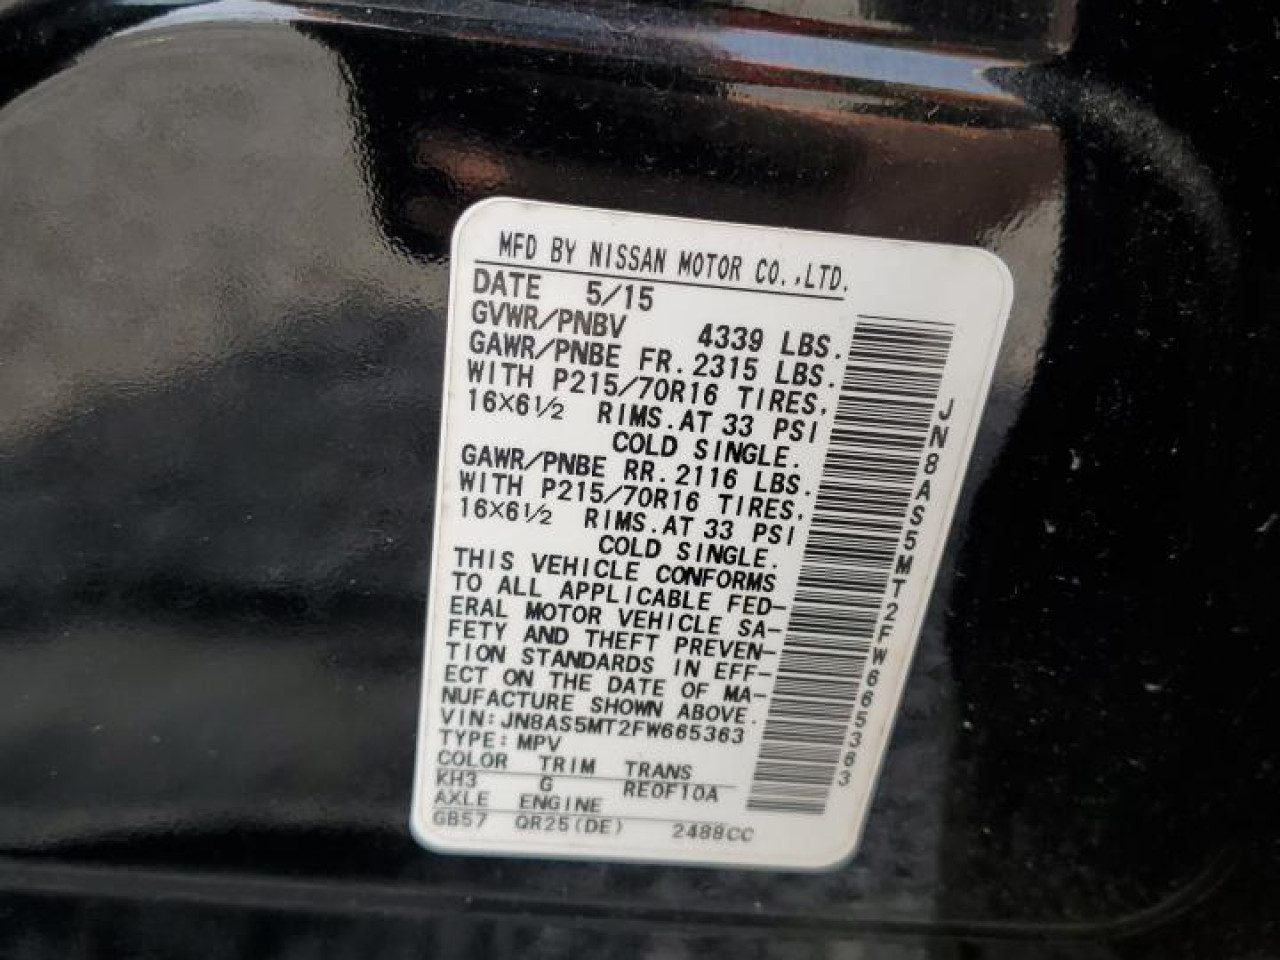 MFD BY NISSAN MOTOR CO.,LTD.
DATE 5/15
GVWR/PNBV 4339 LBS.
GAWR/PNBE FR. 2315 LBS.
WITH P215/70R16 TIRES,
16X6½ RIMS. AT 33 PSI
COLD SINGLE.
GAWR/PNBE RR. 2116 LBS.
WITH P215/70R16 TIRES,
16X6½ RIMS. AT 33 PSI
COLD SINGLE.
THIS VEHICLE CONFORMS
TO ALL APPLICABLE FED-
ERAL MOTOR VEHICLE SA-
FETY AND THEFT PREVEN-
TION STANDARDS IN EFF-
ECT ON THE DATE OF MA-
NUFACTURE SHOWN ABOVE.
VIN: JN8AS5MT2FW665363
TYPE: MPV
COLOR TRIM TRANS
KH3 G RE0F10A
AXLE ENGINE
GB57 QR25(DE) 2488CC
JN8AS5MT2FW665363